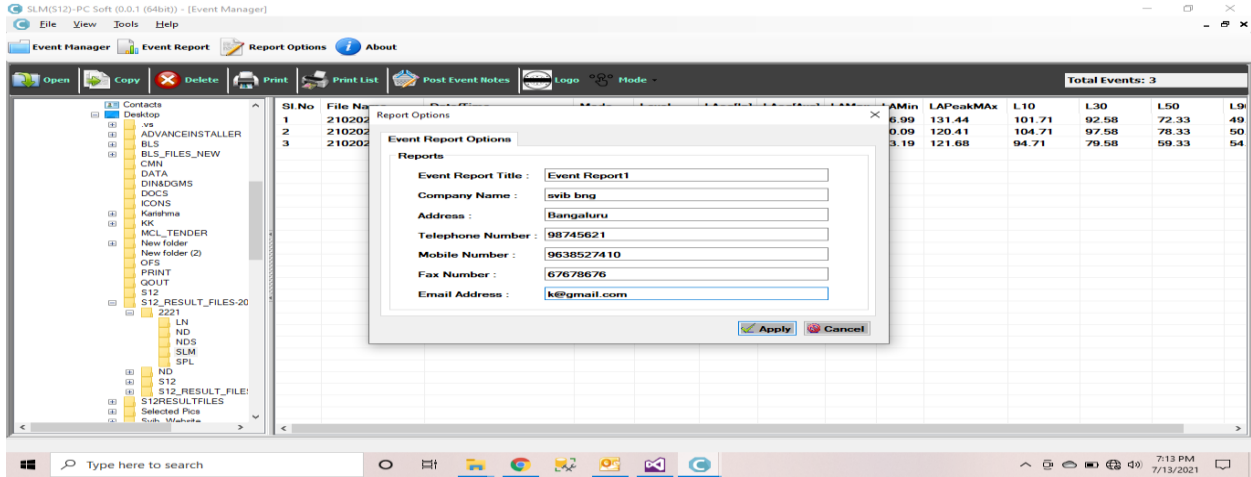 SLM(S12)-PC Soft (0.0.1 (64bit)) - [Event Manager]
File View Tools Help
Event Manager Event Report Report Options About
Open Copy Delete Print Print List Post Event Notes Logo Mode Total Events: 3
Contacts
Desktop
.vs
ADVANCEINSTALLER
BLS
BLS_FILES_NEW
CMN
DATA
DIN&DGMS
DOCS
ICONS
Karishma
KK
MCL_TENDER
New folder
New folder (2)
OFS
PRINT
QOUT
S12
S12_RESULT_FILES-20
2221
LN
ND
NDS
SLM
SPL
ND
S12
S12_RESULT_FILE
S12RESULTFILES
Selected Pics
SI.No File Na LAMin LAPeakMAx L10 L30 L50 L9
1 210202 6.99 131.44 101.71 92.58 72.33 49
2 210202 0.09 120.41 104.71 97.58 78.33 50
3 210202 3.19 121.68 94.71 79.58 59.33 54
Report Options
Event Report Options
Reports
Event Report Title : Event Report1
Company Name : svib bng
Address : Bangaluru
Telephone Number : 98745621
Mobile Number : 9638527410
Fax Number : 67678676
Email Address : k@gmail.com
Apply Cancel
Type here to search
7:13 PM
7/13/2021